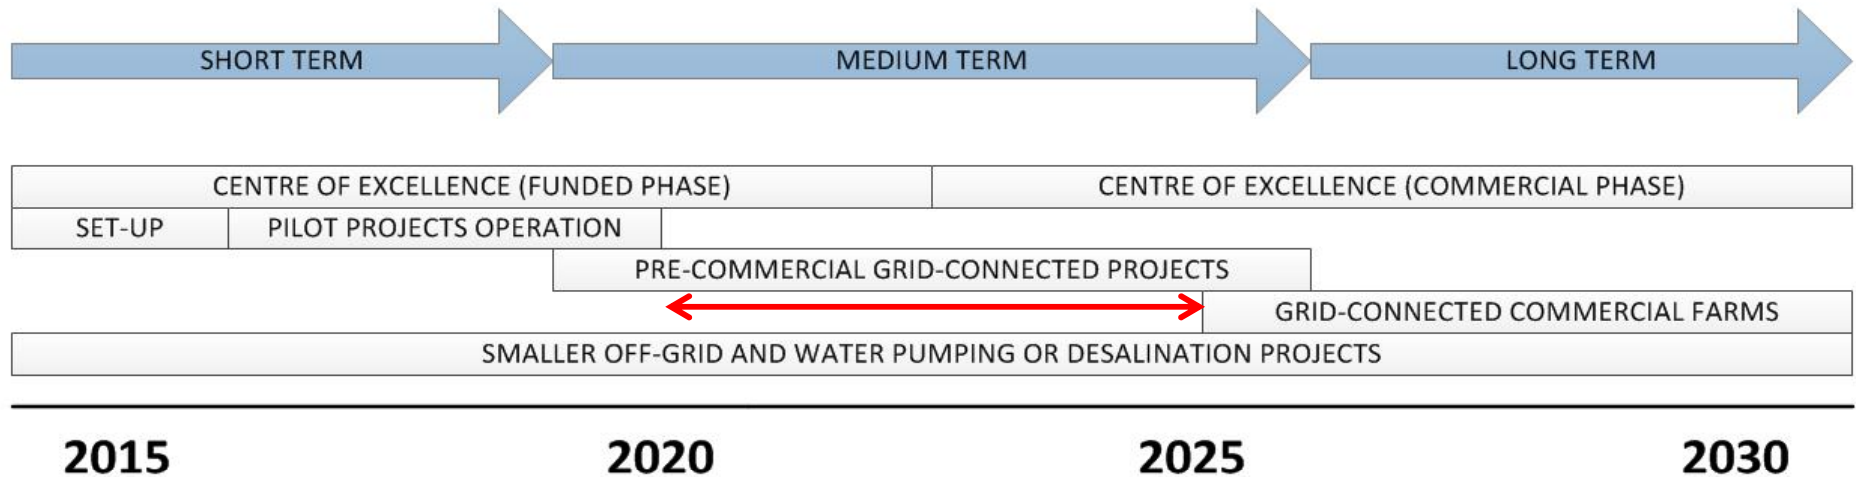 SHORT TERM
MEDIUM TERM
LONG TERM
CENTRE OF EXCELLENCE (FUNDED PHASE)
CENTRE OF EXCELLENCE (COMMERCIAL PHASE)
SET-UP
PILOT PROJECTS OPERATION
PRE-COMMERCIAL GRID-CONNECTED PROJECTS
GRID-CONNECTED COMMERCIAL FARMS
SMALLER OFF-GRID AND WATER PUMPING OR DESALINATION PROJECTS
2015
2020
2025
2030